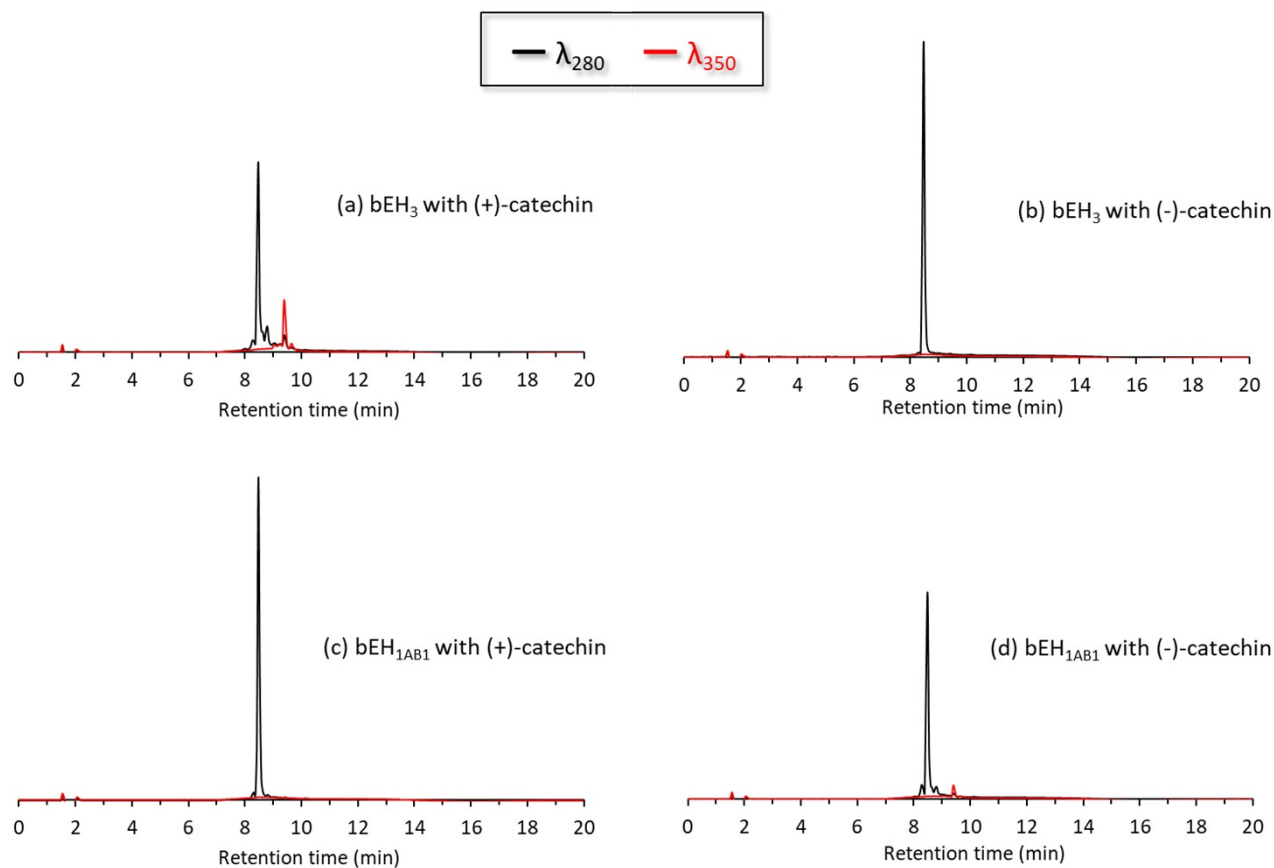 λ280 λ350
(a) bEH3 with (+)-catechin
0 2 4 6 8 10 12 14 16 18 20
Retention time (min)
(b) bEH3 with (-)-catechin
0 2 4 6 8 10 12 14 16 18 20
Retention time (min)
(c) bEH1AB1 with (+)-catechin
0 2 4 6 8 10 12 14 16 18 20
Retention time (min)
(d) bEH1AB1 with (-)-catechin
0 2 4 6 8 10 12 14 16 18 20
Retention time (min)